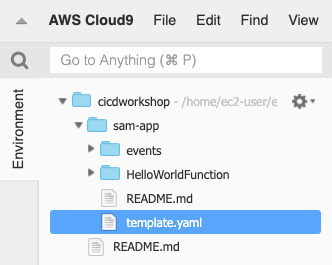 AWS Cloud9 File Edit Find View
Go to Anything (⌘ P)
Environment
cicdworkshop - /home/ec2-user/e
sam-app
events
HelloWorldFunction
README.md
template.yaml
README.md